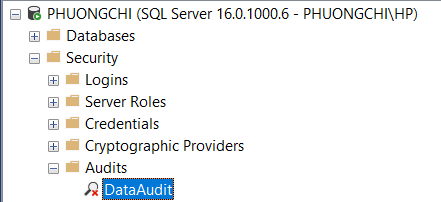 PHUONGCHI (SQL Server 16.0.1000.6 - PHUONGCHI\HP)
Databases
Security
Logins
Server Roles
Credentials
Cryptographic Providers
Audits
DataAudit